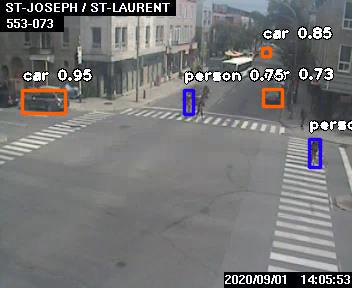 ST-JOSEPH / ST-LAURENT
553-073
car 0.85
car 0.95
person 0.75
r 0.73
perso
2020/09/01 14:05:53